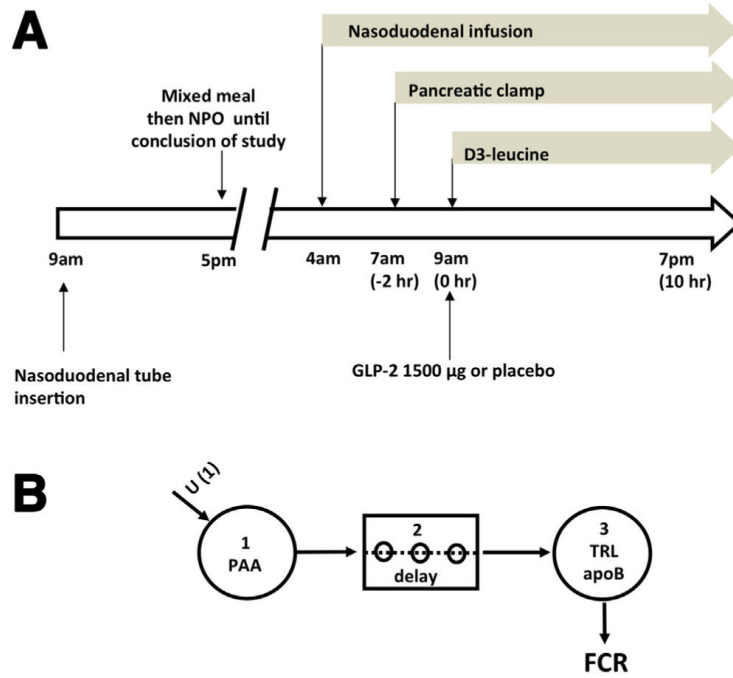 A
Nasoduodenal infusion
Pancreatic clamp
D3-leucine
Mixed meal
then NPO until
conclusion of study
9am
5pm
4am
7am
(-2 hr)
9am
(0 hr)
7pm
(10 hr)
Nasoduodenal tube
insertion
GLP-2 1500 µg or placebo
B
U (1)
1
PAA
2
delay
3
TRL
apoB
FCR